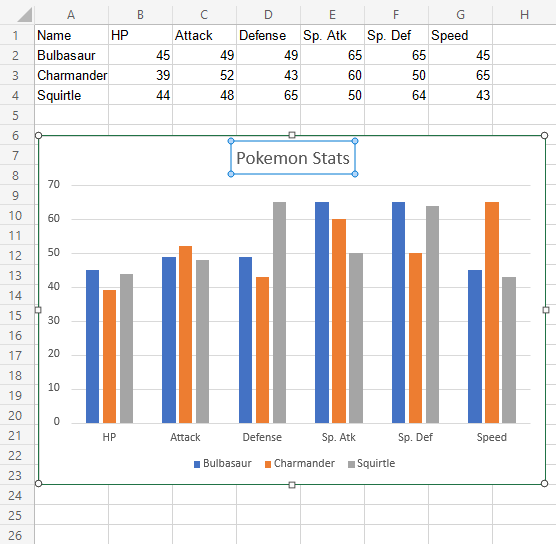 A B C D E F G H
1 Name HP Attack Defense Sp. Atk Sp. Def Speed
2 Bulbasaur 45 49 49 65 65 45
3 Charmander 39 52 43 60 50 65
4 Squirtle 44 48 65 50 64 43
5
6
7 Pokemon Stats
8
9 70
10
11 60
12 50
13
14 40
15
16 30
17
18 20
19
20 10
21 0
HP Attack Defense Sp. Atk Sp. Def Speed
22
23 Bulbasaur Charmander Squirtle
24
25
26